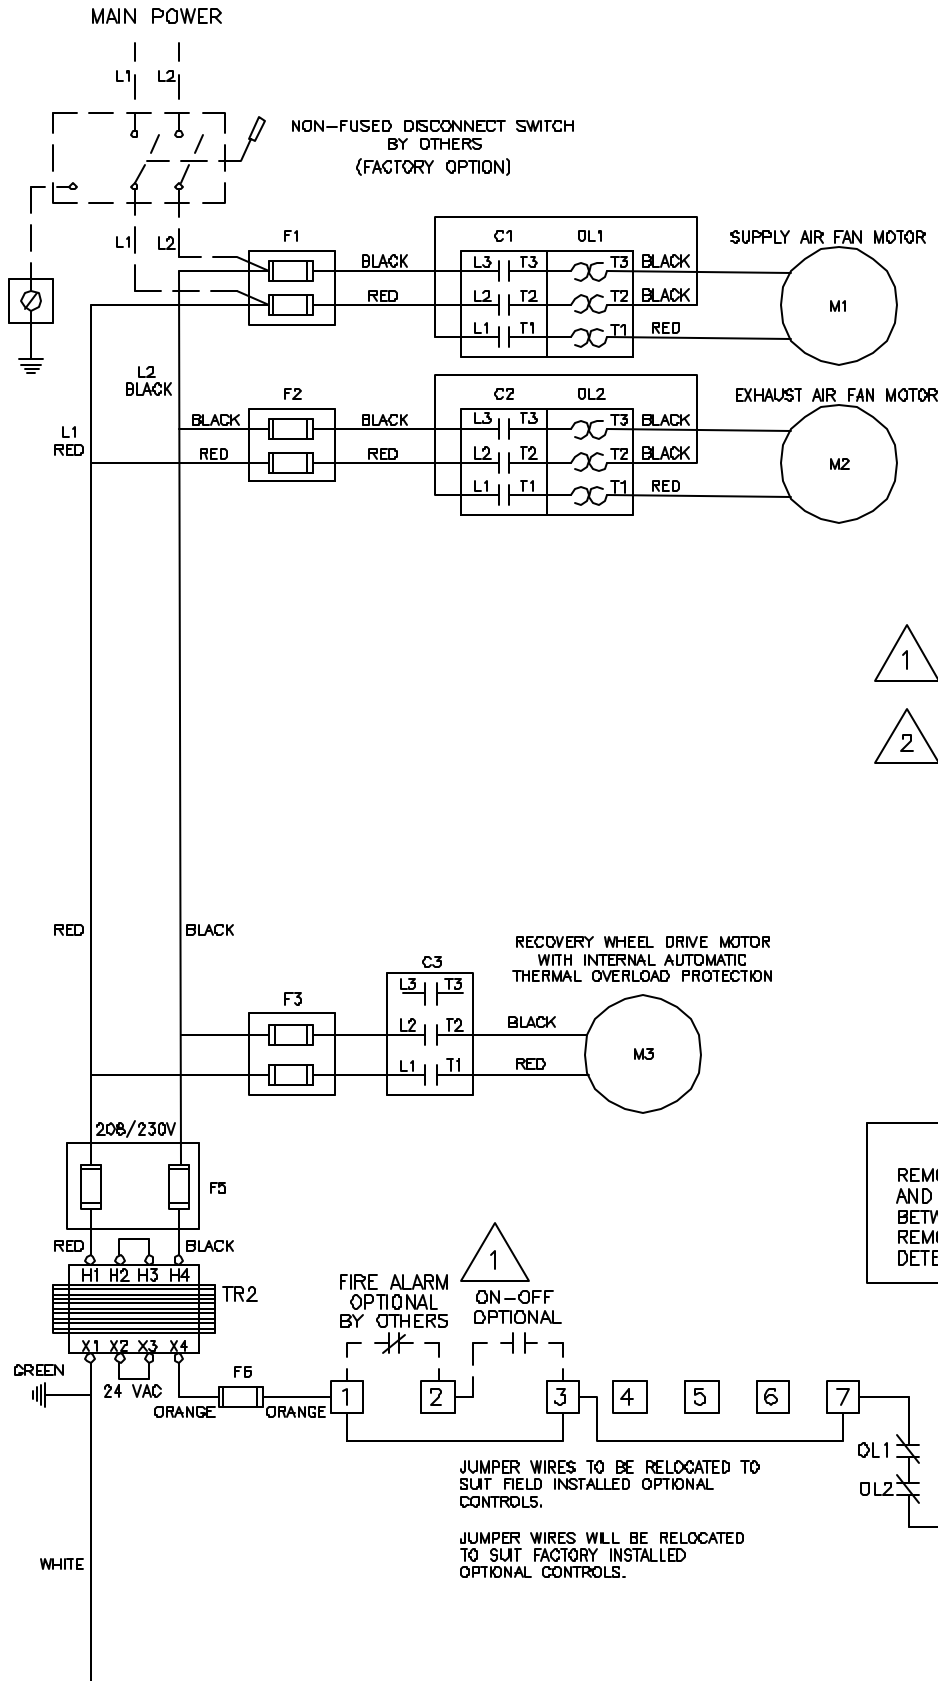 MAIN POWER
L1 L2
NON-FUSED DISCONNECT SWITCH
BY OTHERS
(FACTORY OPTION)
L1 L2
F1
BLACK
RED
C1 OL1
L3 T3 T3 BLACK
L2 T2 T2 BLACK
L1 T1 T1 RED
SUPPLY AIR FAN MOTOR
M1
L2
BLACK
L1
RED
BLACK
RED
F2
BLACK
RED
C2 OL2
L3 T3 T3 BLACK
L2 T2 T2 BLACK
L1 T1 T1 RED
EXHAUST AIR FAN MOTOR
M2
1
2
RED
BLACK
RECOVERY WHEEL DRIVE MOTOR
WITH INTERNAL AUTOMATIC
THERMAL OVERLOAD PROTECTION
F3
C3
L3 T3
L2 T2
L1 T1
BLACK
RED
M3
208/230V
F5
RED
BLACK
H1 H2 H3 H4
TR2
X1 X2 X3 X4
GREEN
24 VAC
ORANGE
F6
ORANGE
FIRE ALARM
OPTIONAL
BY OTHERS
1
ON-OFF
OPTIONAL
1 2 3 4 5 6 7
OL1
OL2
REM
AND
BETW
REM
DETE
JUMPER WIRES TO BE RELOCATED TO
SUIT FIELD INSTALLED OPTIONAL
CONTROLS.
JUMPER WIRES WILL BE RELOCATED
TO SUIT FACTORY INSTALLED
OPTIONAL CONTROLS.
WHITE